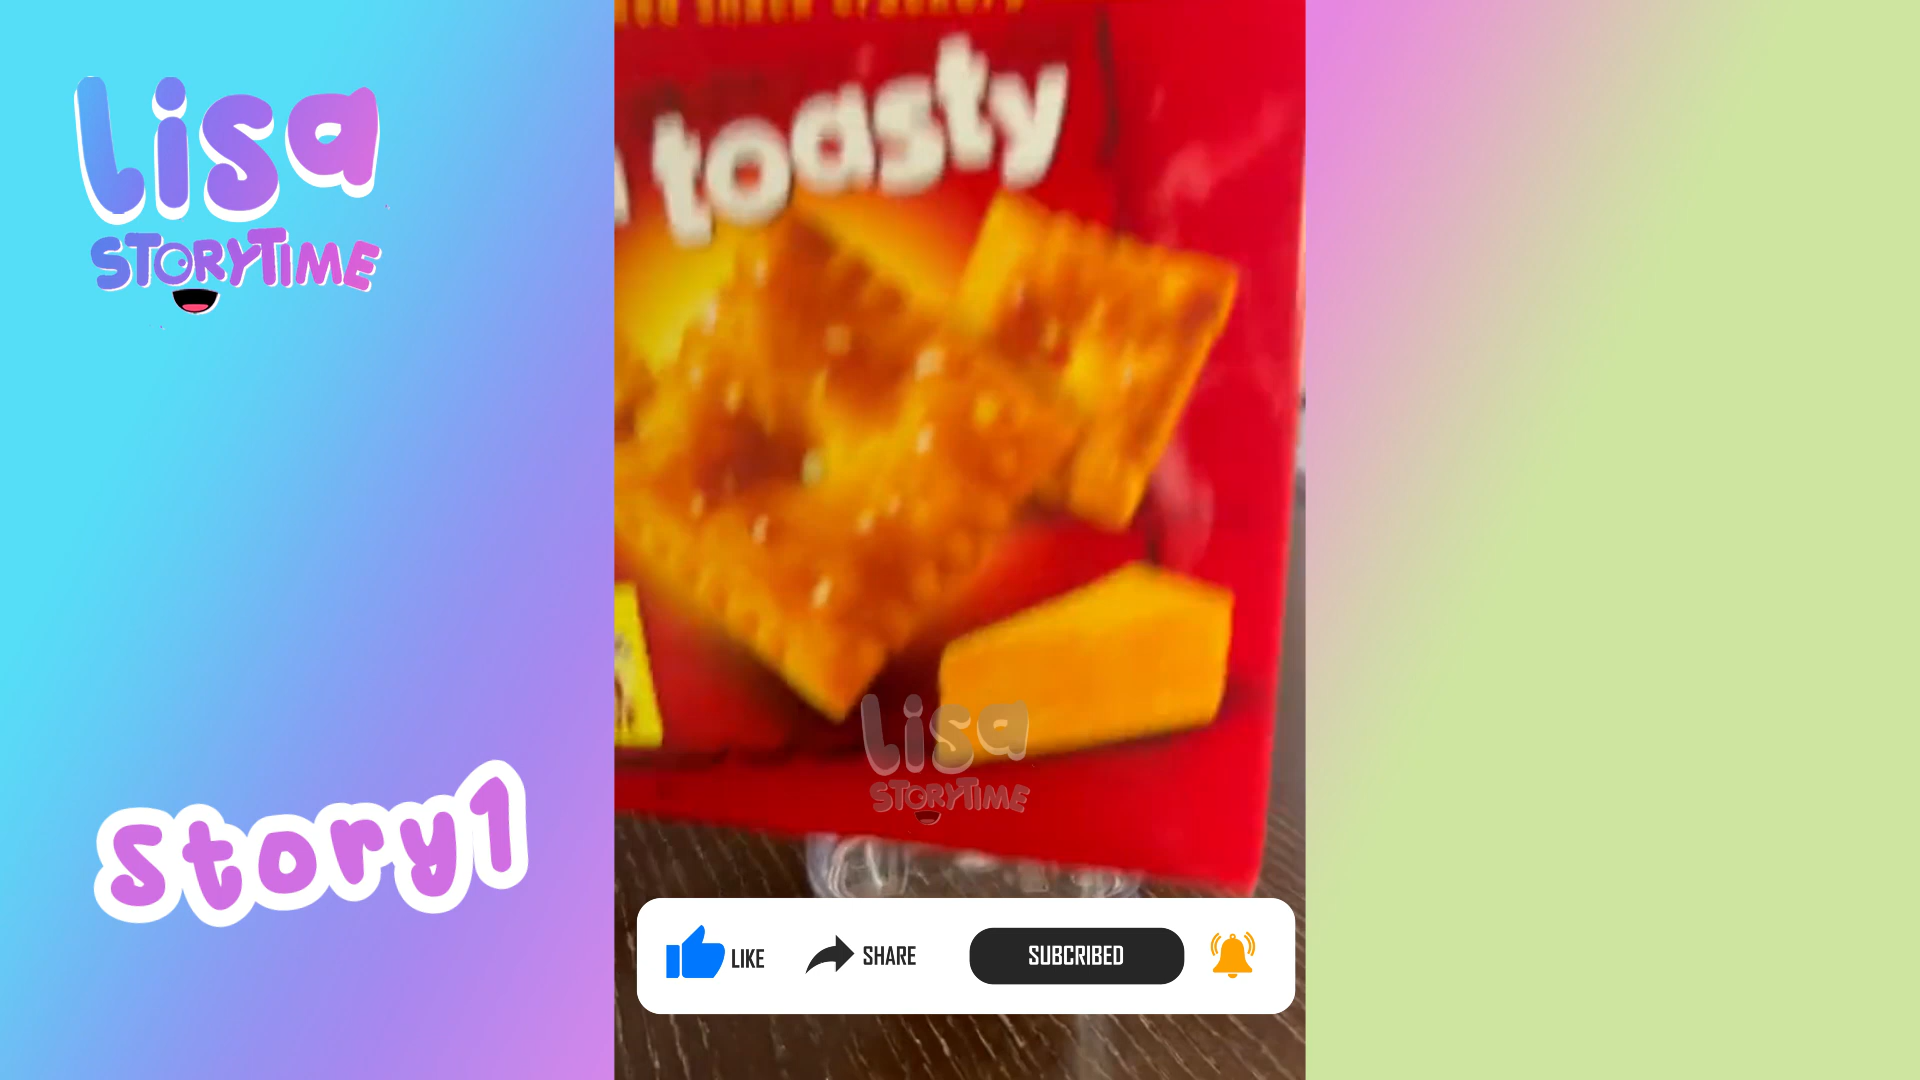 Lisa
STORYTIME
toasty
Lisa
STORYTIME
Story1
LIKE
SHARE
SUBCRIBED